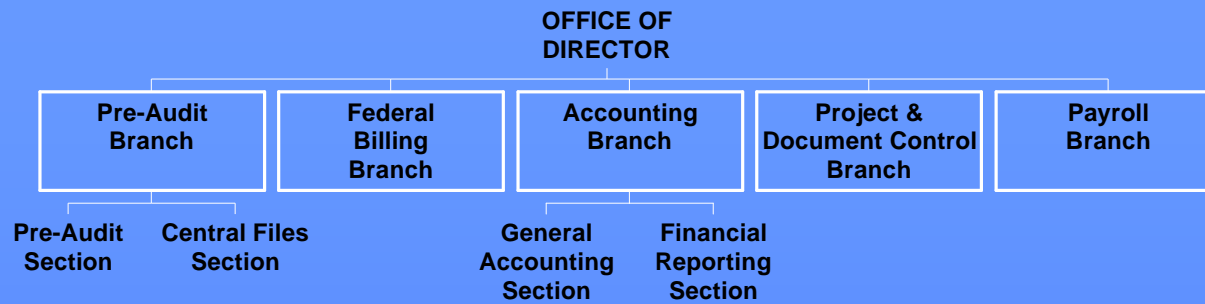 OFFICE OF
DIRECTOR
Pre-Audit
Branch
Federal
Billing
Branch
Accounting
Branch
Project &
Document Control
Branch
Payroll
Branch
Pre-Audit
Section
Central Files
Section
General
Accounting
Section
Financial
Reporting
Section